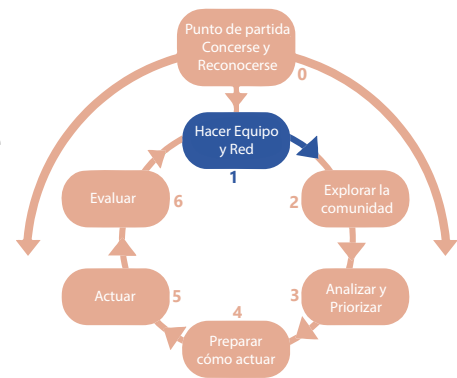 Punto de partida
Concerse y
Reconocerse
0
Hacer Equipo
y Red
1
Explorar la
comunidad
2
Analizar y
Priorizar
3
Preparar
cómo actuar
4
Actuar
5
Evaluar
6